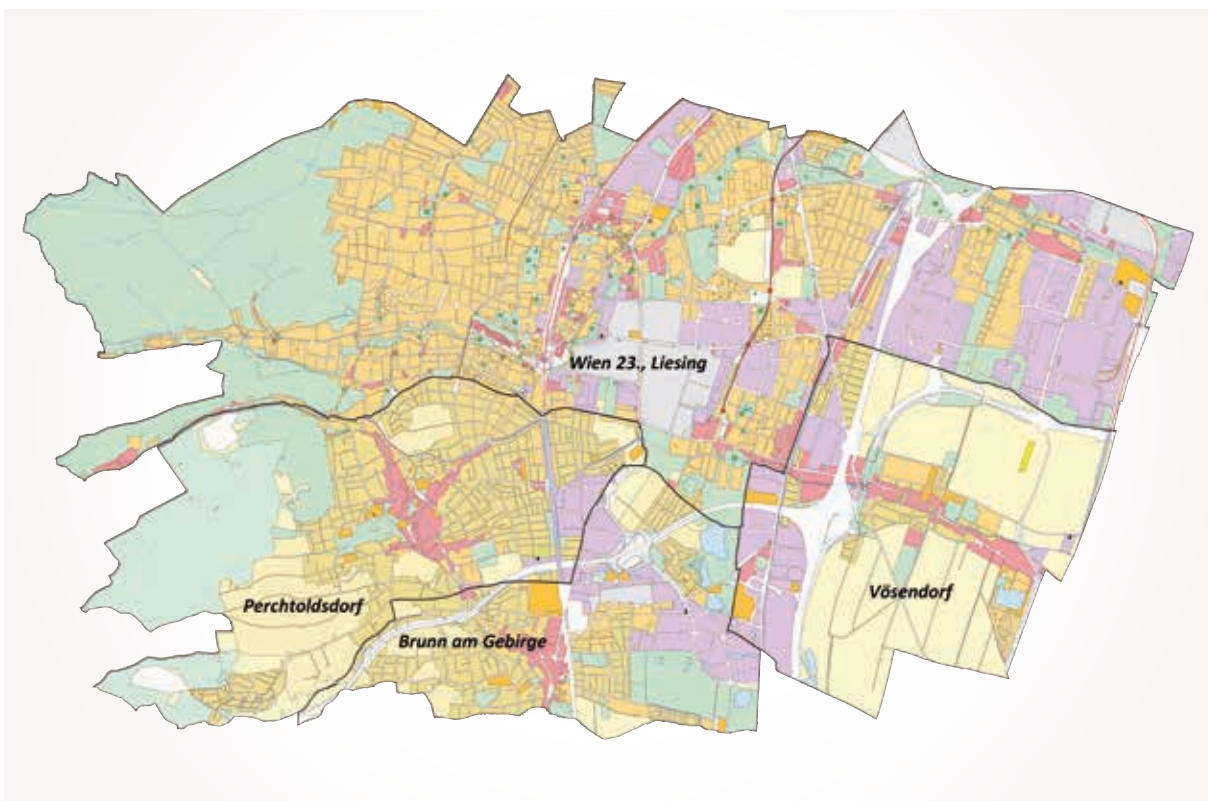 Wien 23., Liesing
Perchtoldsdorf
Vösendorf
Brunn am Gebirge